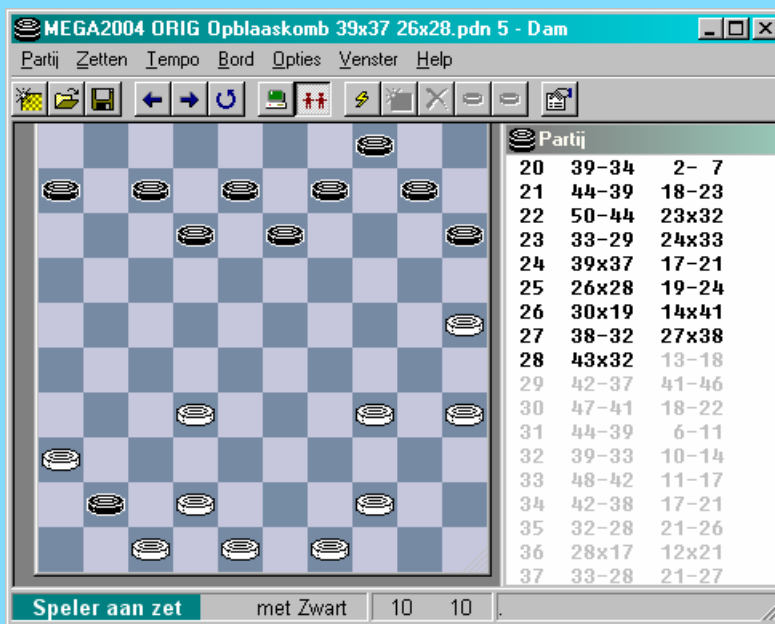 MEGA2004 ORIG Opblaaskomb 39x37 26x28.pdn 5 - Dam
Partij Zetten Tempo Bord Opties Venster Help
Partij
20 39-34 2- 7
21 44-39 18-23
22 50-44 23x32
23 33-29 24x33
24 39x37 17-21
25 26x28 19-24
26 30x19 14x41
27 38-32 27x38
28 43x32 13-18
29 42-37 41-46
30 47-41 18-22
31 44-39 6-11
32 39-33 10-14
33 48-42 11-17
34 42-38 17-21
35 32-28 21-26
36 28x17 12x21
37 33-28 21-27
Speler aan zet met Zwart 10 10 .